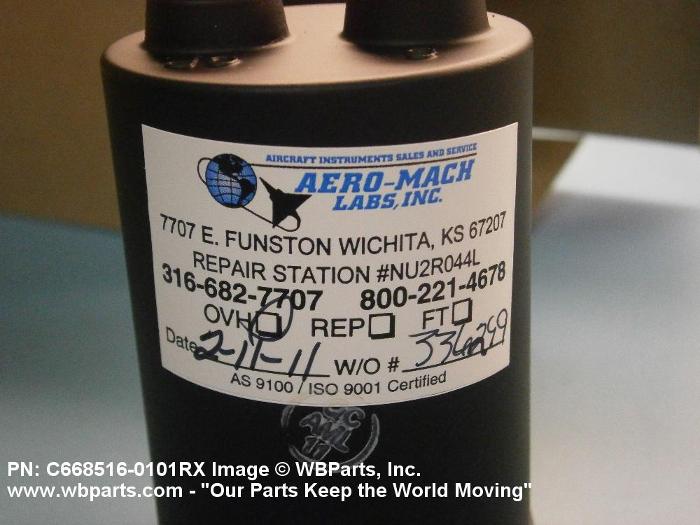 AIRCRAFT INSTRUMENTS SALES AND SERVICE
AERO-MACH
LABS, INC.
7707 E. FUNSTON WICHITA, KS 67207
REPAIR STATION #NU2R044L
316-682-7707 800-221-4678
OVH REP FT
Date 2-11-11 W/O # 336299
AS 9100 / ISO 9001 Certified
AML
PN: C668516-0101RX Image © WBParts, Inc.
www.wbparts.com - "Our Parts Keep the World Moving"